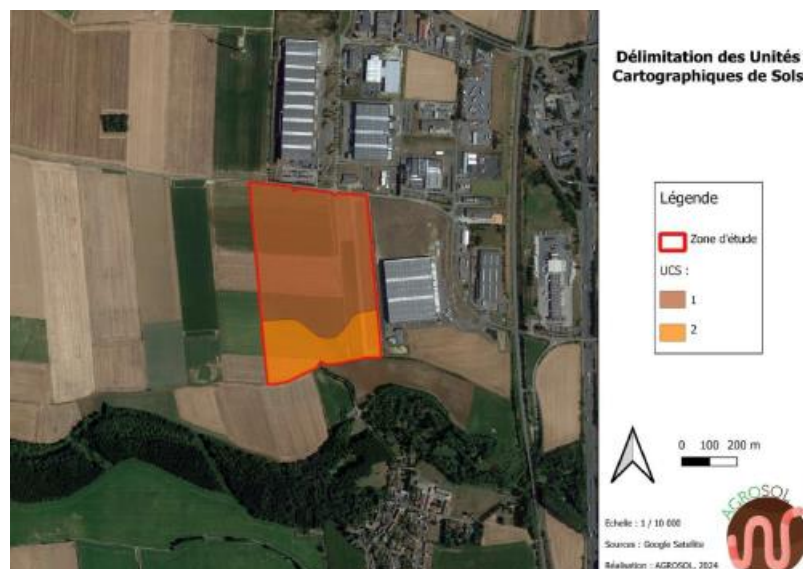 Délimitation des Unités
Cartographiques de Sols
Légende
Zone d'étude
UCS :
1
2
0 100 200 m
Echelle : 1 / 10 000
Sources : Google Satellite
Réalisation : AGROSOL, 2024
AGROSOL